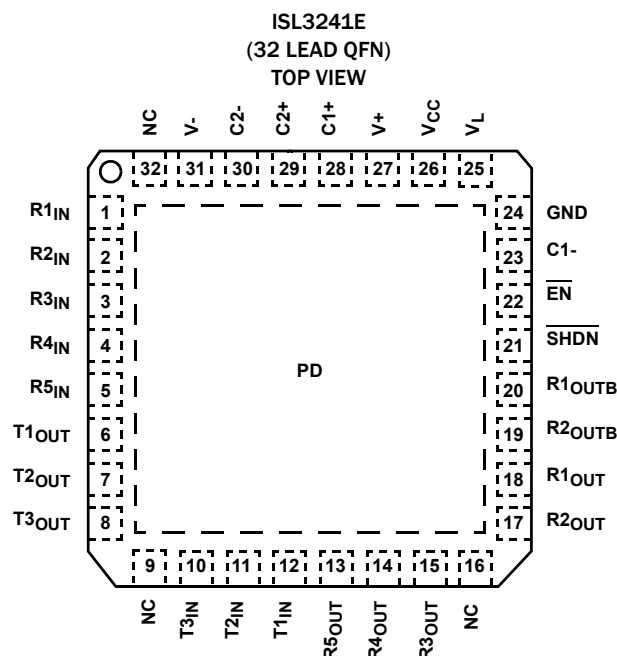 ISL3241E
(32 LEAD QFN)
TOP VIEW
NC
V-
C2-
C2+
C1+
V+
VCC
VL
32 31 30 29 28 27 26 25
R1IN 1 24 GND
R2IN 2 23 C1-
R3IN 3 22 EN
R4IN 4 21 SHDN
PD
R5IN 5 20 R1OUTB
T1OUT 6 19 R2OUTB
T2OUT 7 18 R1OUT
T3OUT 8 17 R2OUT
9 10 11 12 13 14 15 16
NC
T3IN
T2IN
T1IN
R5OUT
R4OUT
R3OUT
NC